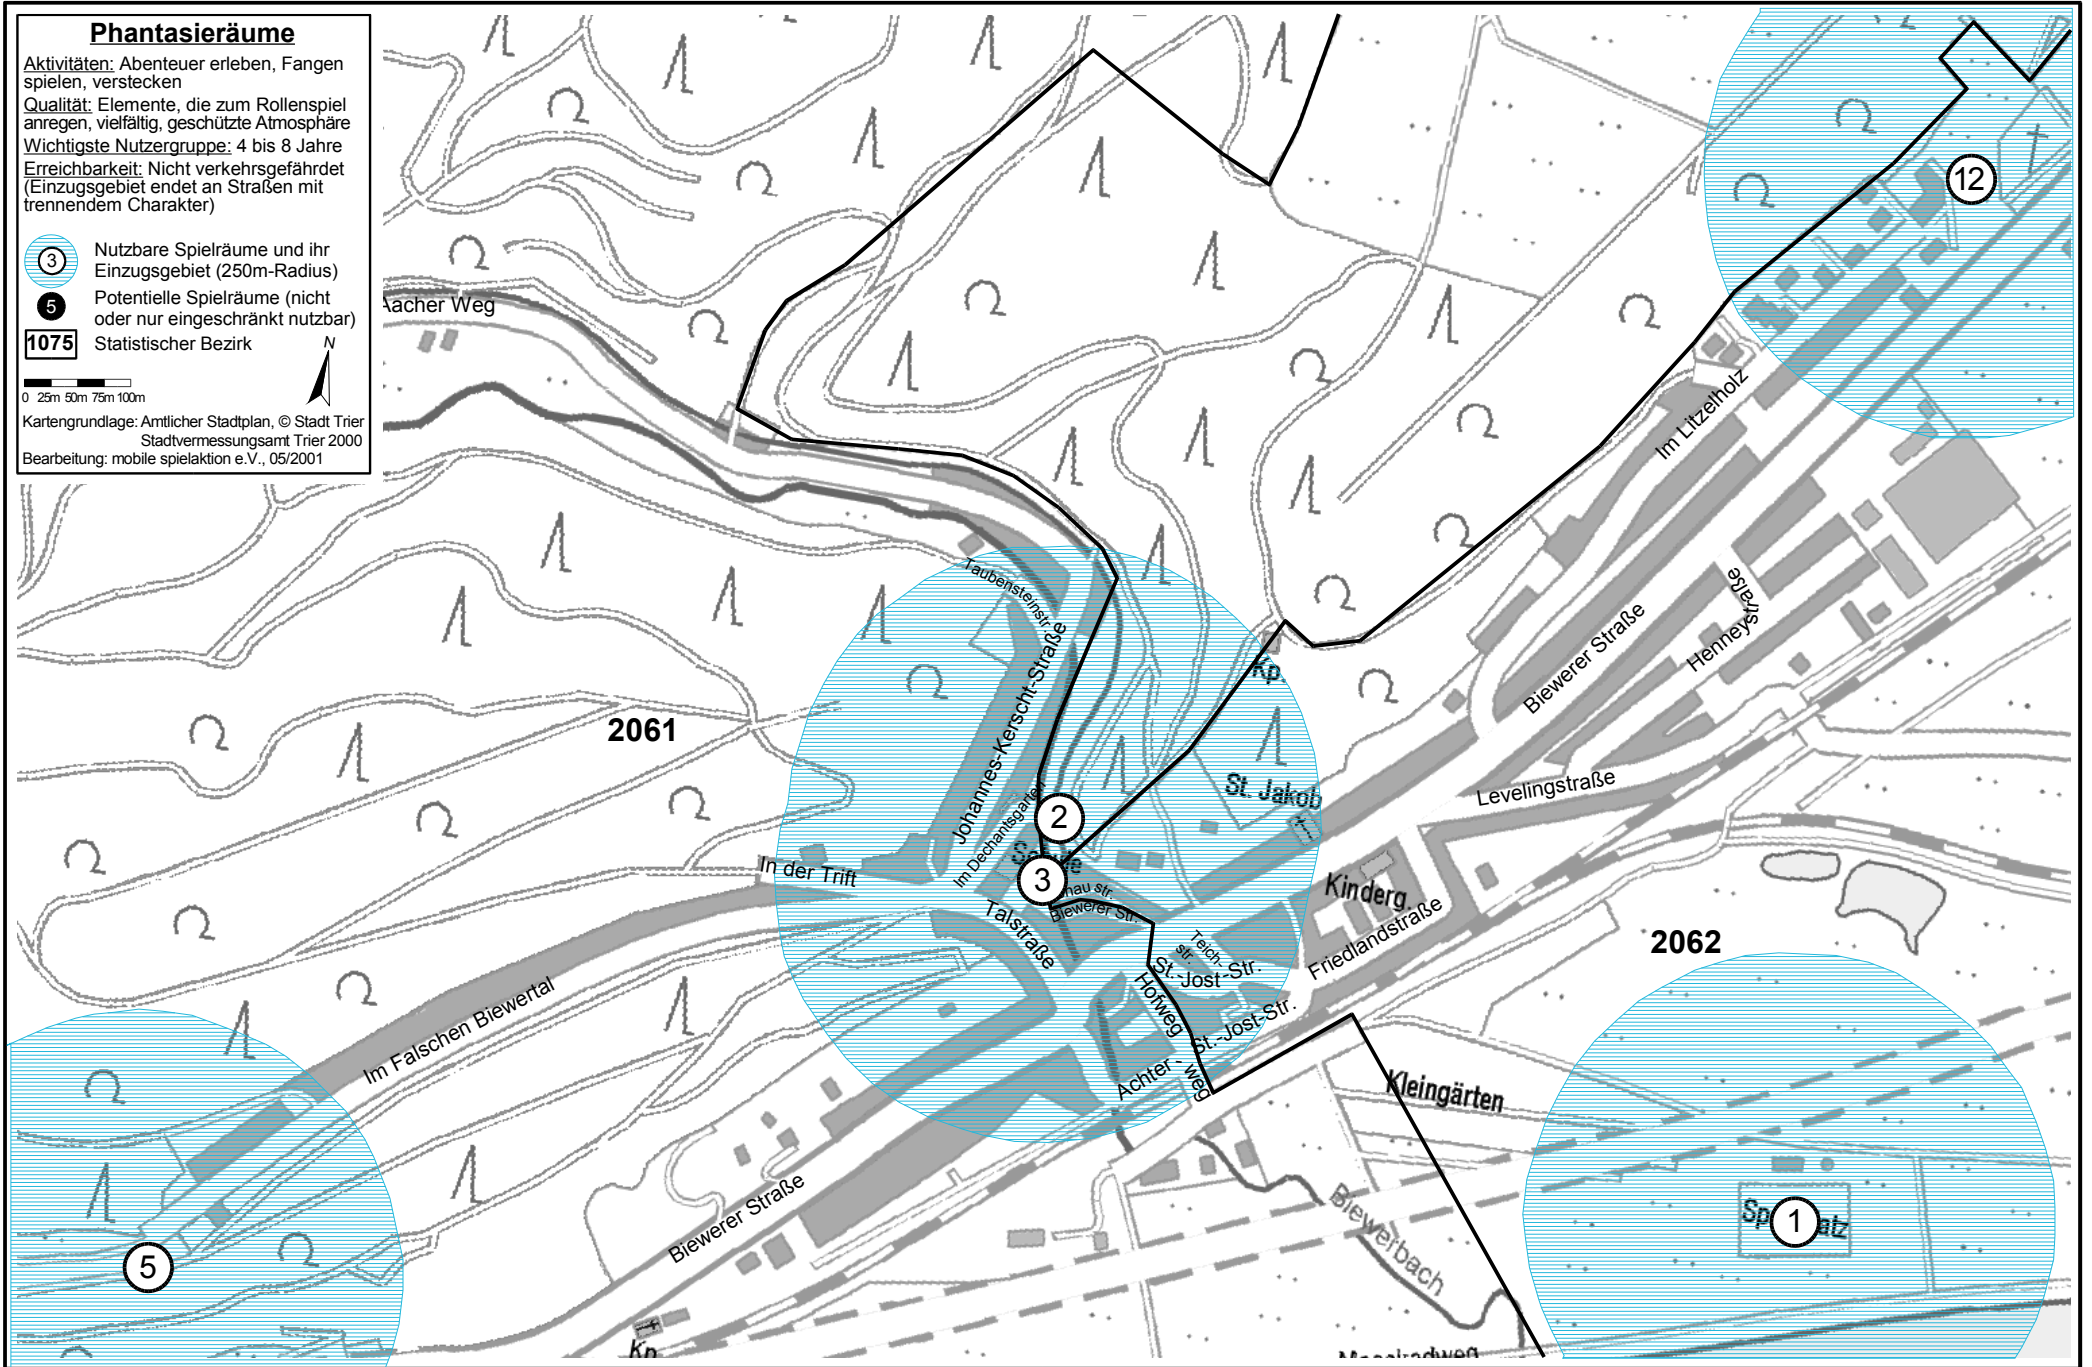 Phantasieräume
Aktivitäten: Abenteuer erleben, Fangen
spielen, verstecken
Qualität: Elemente, die zum Rollenspiel
anregen, vielfältig, geschützte Atmosphäre
Wichtigste Nutzergruppe: 4 bis 8 Jahre
Erreichbarkeit: Nicht verkehrsgefährdet
(Einzugsgebiet endet an Straßen mit
trennendem Charakter)
3 Nutzbare Spielräume und ihr
Einzugsgebiet (250m-Radius)
5 Potentielle Spielräume (nicht
oder nur eingeschränkt nutzbar)
1075 Statistischer Bezirk
N
0 25m 50m 75m 100m
Kartengrundlage: Amtlicher Stadtplan, © Stadt Trier
Stadtvermessungsamt Trier 2000
Bearbeitung: mobile spielaktion e.V., 05/2001
12
Aacher Weg
Im Litzelholz
Taubensteinstr.
Johannes-Kerscht-Straße
Kp.
Biewerer Straße
Henneystraße
2061
St. Jakob
Levelingstraße
Im Dechantsgarten
2
3
In der Trift
Biewerer Str.
Talstraße
Kinderg.
Friedlandstraße
Teich-
str.
St.-Jost-Str.
Hofweg
2062
St.-Jost-Str.
Achter-
weg
Im Falschen Biewertal
Kleingärten
Biewerer Straße
Biewerbach
1
5
Kp